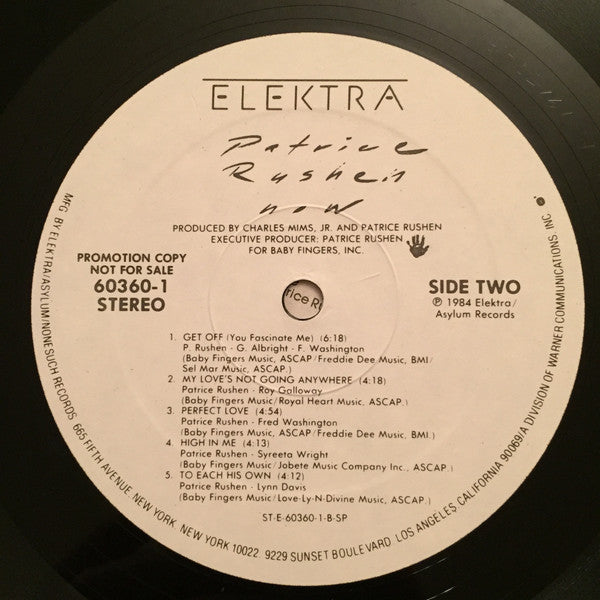 ELEKTRA
Patrice
Rushen
now
PRODUCED BY CHARLES MIMS, JR. AND PATRICE RUSHEN
EXECUTIVE PRODUCER: PATRICE RUSHEN
FOR BABY FINGERS, INC.
PROMOTION COPY
NOT FOR SALE
60360-1
STEREO
SIDE TWO
℗ 1984 Elektra/
Asylum Records
rice Ru
1. GET OFF (You Fascinate Me) (6:18)
P. Rushen - G. Albright - F. Washington
(Baby Fingers Music, ASCAP/Freddie Dee Music, BMI/
Sel Mar Music, ASCAP.)
2. MY LOVE'S NOT GOING ANYWHERE (4:18)
Patrice Rushen - Roy Galloway
(Baby Fingers Music/Royal Heart Music, ASCAP.)
3. PERFECT LOVE (4:54)
Patrice Rushen - Fred Washington
(Baby Fingers Music, ASCAP/Freddie Dee Music, BMI.)
4. HIGH IN ME (4:13)
Patrice Rushen - Syreeta Wright
(Baby Fingers Music/Jobete Music Company Inc., ASCAP.)
5. TO EACH HIS OWN (4:12)
Patrice Rushen - Lynn Davis
(Baby Fingers Music/Love-Ly-N-Divine Music, ASCAP.)
ST-E-60360-1-B-SP
MFG. BY ELEKTRA/ASYLUM/NONESUCH RECORDS, 665 FIFTH AVENUE, NEW YORK, NEW YORK 10022. 9229 SUNSET BOULEVARD, LOS ANGELES, CALIFORNIA 90069/A DIVISION OF WARNER COMMUNICATIONS, INC.